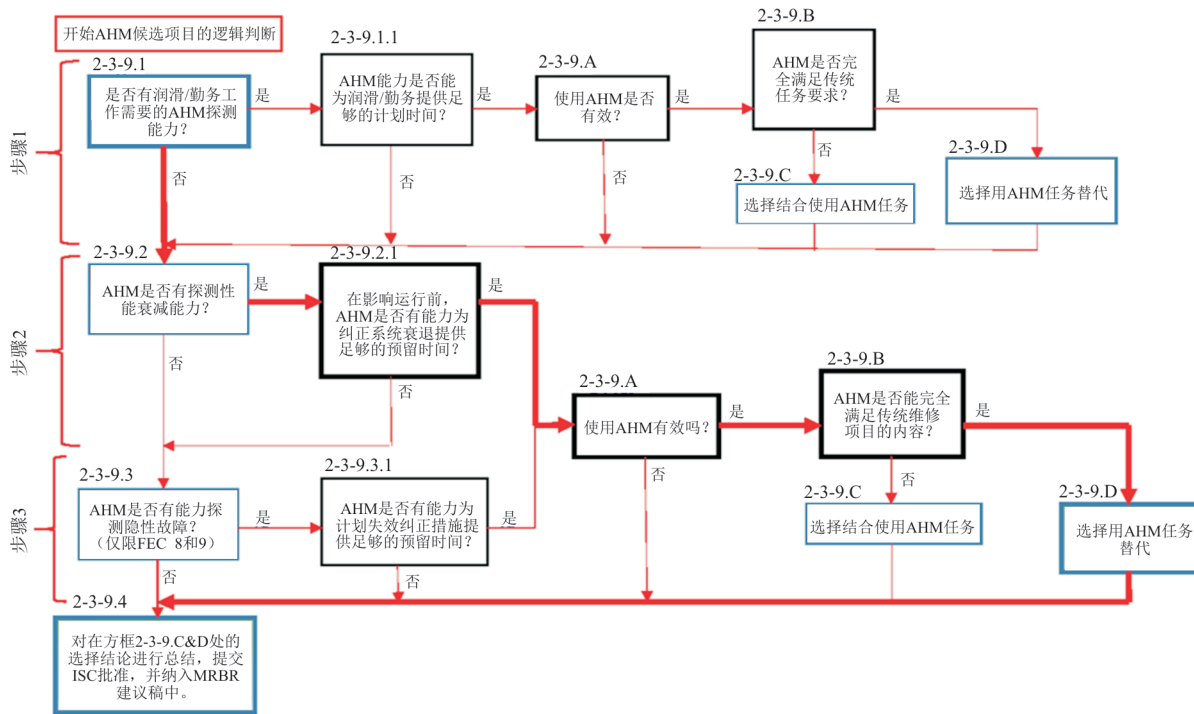 开始AHM候选项目的逻辑判断
步骤1
2-3-9.1
是否有润滑/勤务工
作需要的AHM探测
能力？
是
否
2-3-9.1.1
AHM能力是否能
为润滑/勤务提供足
够的计划时间？
是
否
2-3-9.A
使用AHM是否
有效？
是
否
2-3-9.B
AHM是否完
全满足传统
任务要求？
是
否
2-3-9.C
选择结合使用AHM任务
2-3-9.D
选择用AHM任务替代
步骤2
2-3-9.2
AHM是否有探测性
能衰减能力？
是
否
2-3-9.2.1
在影响运行前，
AHM是否有能力为
纠正系统衰退提供
足够的预留时间？
是
否
步骤3
2-3-9.3
AHM是否有能力探
测隐性故障？
（仅限FEC 8和9）
是
否
2-3-9.3.1
AHM是否有能力为
计划失效纠正措施提
供足够的预留时间？
是
否
2-3-9.A
使用AHM有效吗？
是
否
2-3-9.B
AHM是否能完全
满足传统维修
项目的内容？
是
否
2-3-9.C
选择结合使用AHM任务
2-3-9.D
选择用AHM任务
替代
2-3-9.4
对在方框2-3-9.C&D处的
选择结论进行总结，提交
ISC批准，并纳入MRBR
建议稿中。